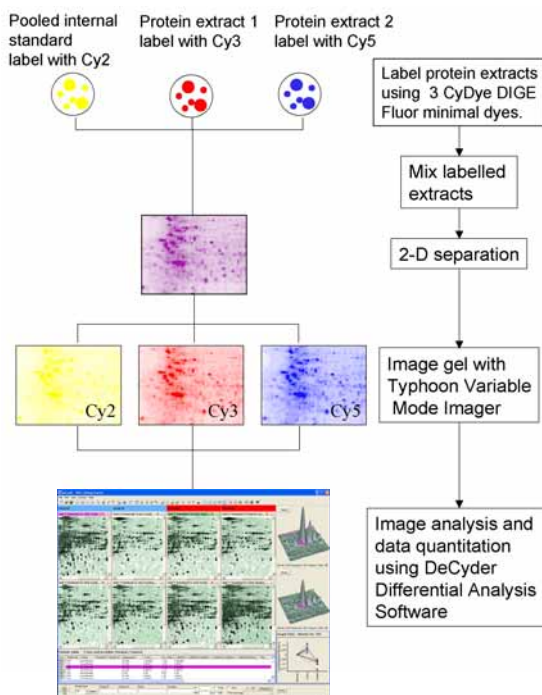 Pooled internal
standard
label with Cy2
Protein extract 1
label with Cy3
Protein extract 2
label with Cy5
Label protein extracts
using 3 CyDye DIGE
Fluor minimal dyes.
Mix labelled
extracts
2-D separation
Cy2
Cy3
Cy5
Image gel with
Typhoon Variable
Mode Imager
Image analysis and
data quantitation
using DeCyder
Differential Analysis
Software